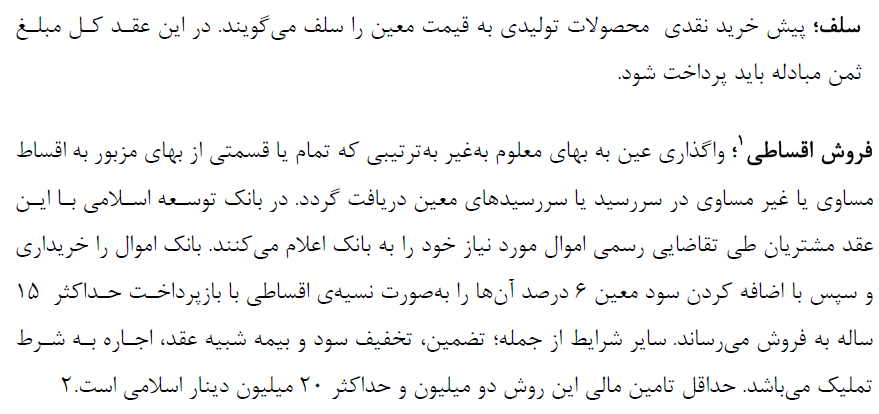 سلف؛ پیش خرید نقدی محصولات تولیدی به قیمت معین را سلف می‌گویند. در این عقد کل مبلغ
ثمن مبادله باید پرداخت شود.
فروش اقساطی۱؛ واگذاری عین به بهای معلوم به‌غیر به‌ترتیبی که تمام یا قسمتی از بهای مزبور به اقساط
مساوی یا غیر مساوی در سررسید یا سررسیدهای معین دریافت گردد. در بانک توسعه اسلامی با این
عقد مشتریان طی تقاضایی رسمی اموال مورد نیاز خود را به بانک اعلام می‌کنند. بانک اموال را خریداری
و سپس با اضافه کردن سود معین ۶ درصد آن‌ها را به‌صورت نسیه‌ی اقساطی با بازپرداخت حداکثر ۱۵
ساله به فروش می‌رساند. سایر شرایط از جمله؛ تضمین، تخفیف سود و بیمه شبیه عقد، اجاره به شرط
تملیک می‌باشد. حداقل تامین مالی این روش دو میلیون و حداکثر ۲۰ میلیون دینار اسلامی است.۲